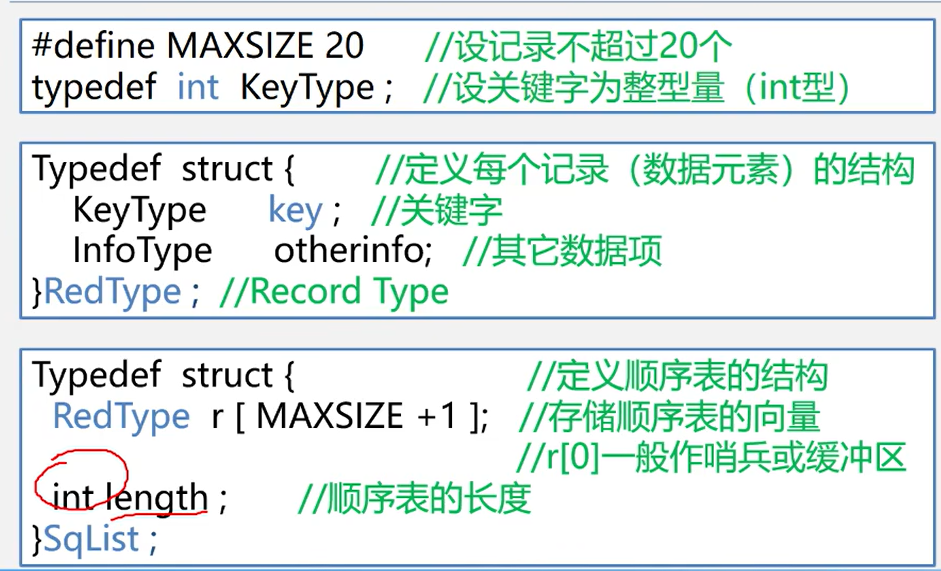 #define MAXSIZE 20 //设记录不超过20个
typedef int KeyType ; //设关键字为整型量（int型）
Typedef struct { //定义每个记录（数据元素）的结构
KeyType key ; //关键字
InfoType otherinfo; //其它数据项
}RedType ; //Record Type
Typedef struct { //定义顺序表的结构
RedType r [ MAXSIZE +1 ]; //存储顺序表的向量
//r[0]一般作哨兵或缓冲区
int length ; //顺序表的长度
}SqList ;